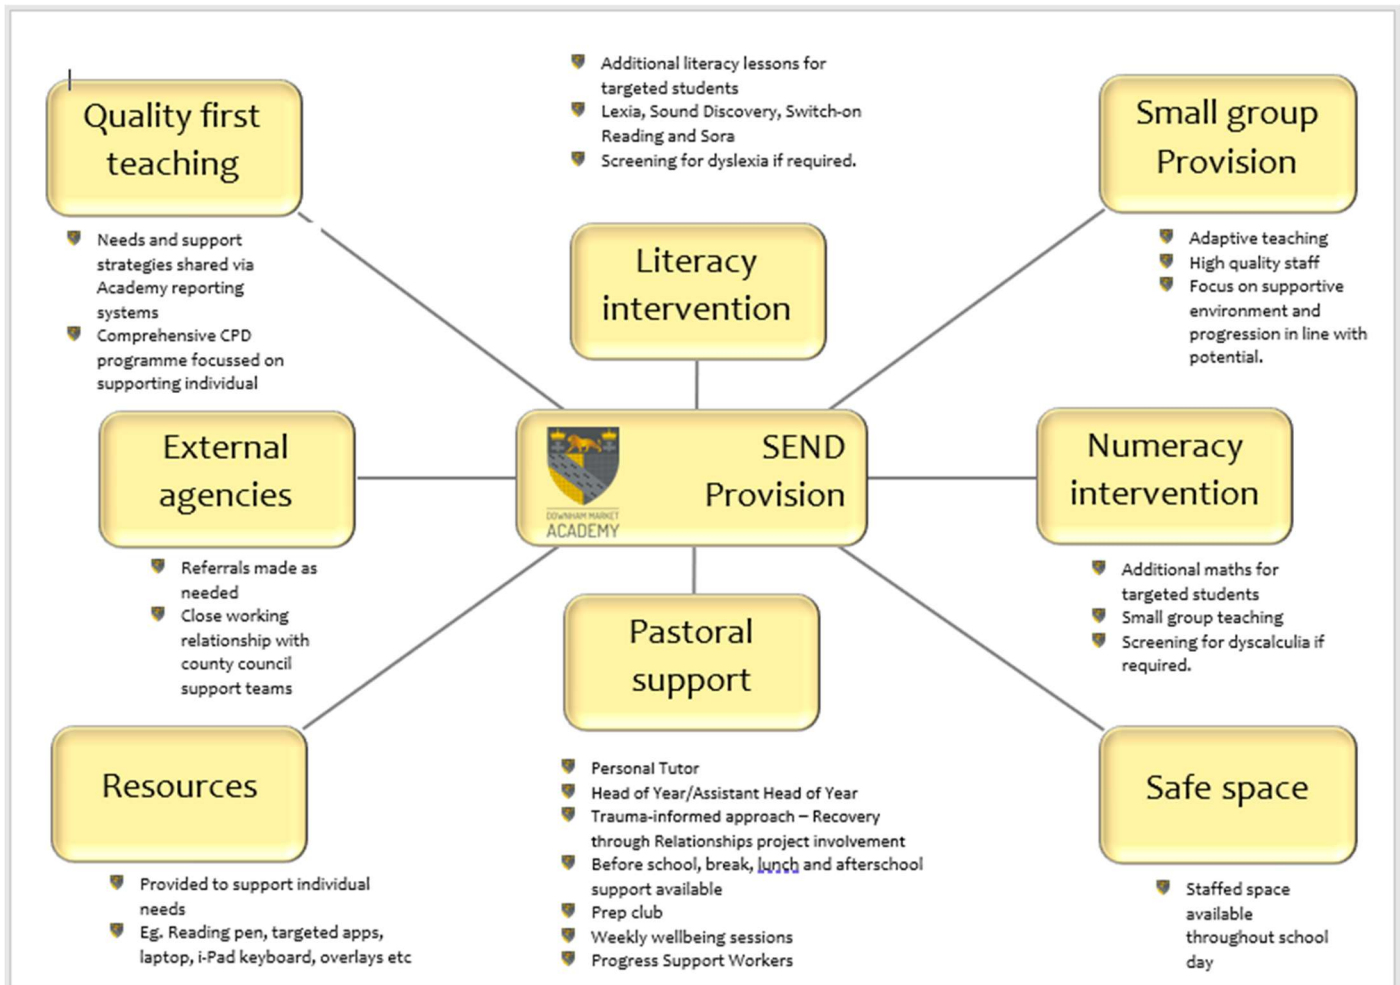 Quality first
teaching
Needs and support
strategies shared via
Academy reporting
systems
Comprehensive CPD
programme focussed on
supporting individual
Additional literacy lessons for
targeted students
Lexia, Sound Discovery, Switch-on
Reading and Sora
Screening for dyslexia if required.
Literacy
intervention
Small group
Provision
Adaptive teaching
High quality staff
Focus on supportive
environment and
progression in line with
potential.
External
agencies
Referrals made as
needed
Close working
relationship with
county council
support teams
DOWNHAM MARKET
ACADEMY
SEND
Provision
Numeracy
intervention
Additional maths for
targeted students
Small group teaching
Screening for dyscalculia if
required.
Resources
Provided to support individual
needs
Eg. Reading pen, targeted apps,
laptop, i-Pad keyboard, overlays etc
Pastoral
support
Personal Tutor
Head of Year/Assistant Head of Year
Trauma-informed approach – Recovery
through Relationships project involvement
Before school, break, lunch and afterschool
support available
Prep club
Weekly wellbeing sessions
Progress Support Workers
Safe space
Staffed space
available
throughout school
day